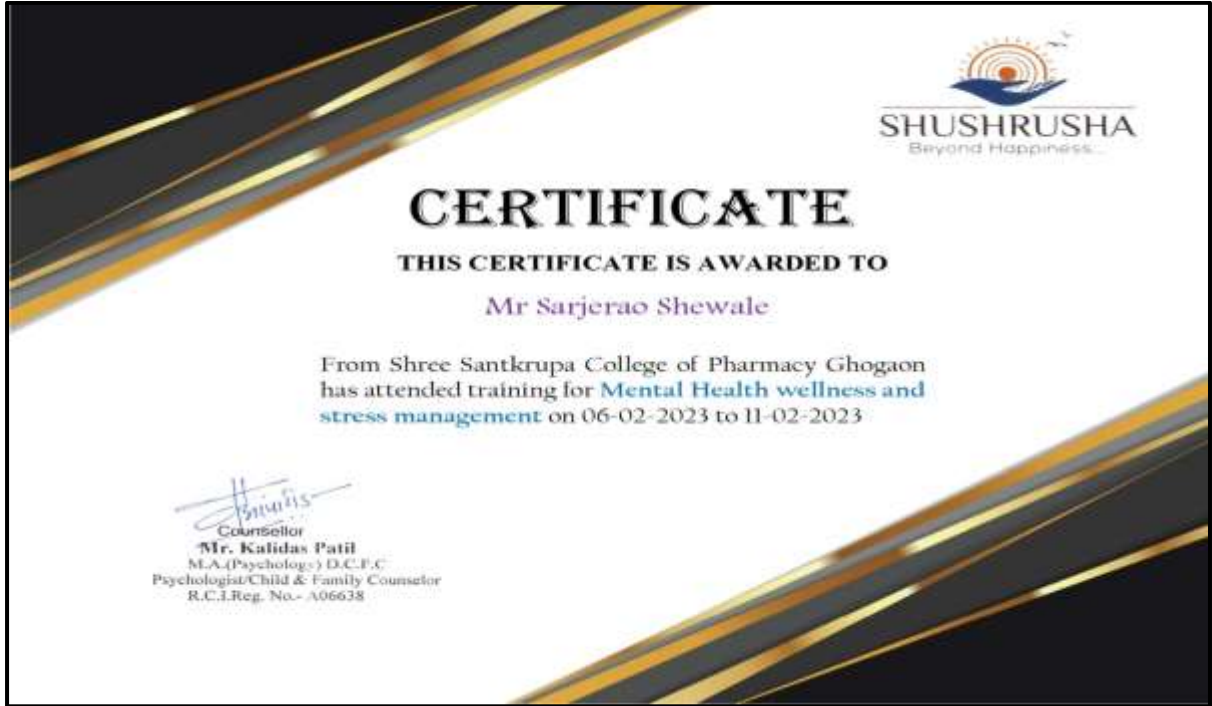 SHUSHRUSHA
Beyond Happiness...
CERTIFICATE
THIS CERTIFICATE IS AWARDED TO
Mr Sarjerao Shewale
From Shree Santkrupa College of Pharmacy Ghogaon
has attended training for Mental Health wellness and
stress management on 06-02-2023 to 11-02-2023
Counsellor
Mr. Kalidas Patil
M.A.(Psychology) D.C.F.C
Psychologist/Child & Family Counselor
R.C.I.Reg. No.- A06638